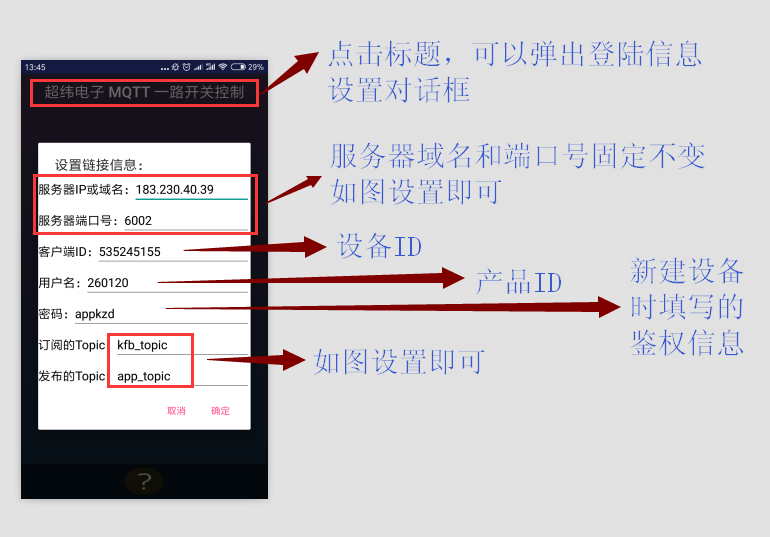 13:45
29%
超纬电子 MQTT 一路开关控制
点击标题，可以弹出登陆信息
设置对话框
设置链接信息：
服务器IP或域名：183.230.40.39
服务器端口号：6002
服务器域名和端口号固定不变
如图设置即可
客户端ID：535245155
设备ID
用户名：260120
产品ID
密码：appkzd
新建设备
时填写的
鉴权信息
订阅的Topic kfb_topic
发布的Topic app_topic
如图设置即可
取消 确定
?